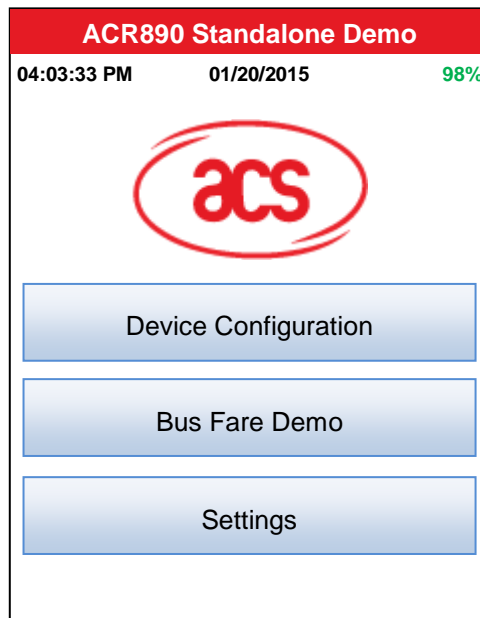 ACR890 Standalone Demo
04:03:33 PM 01/20/2015 98%
acs
Device Configuration
Bus Fare Demo
Settings